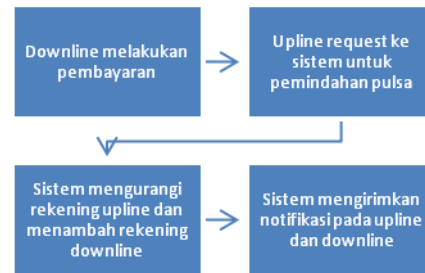 Downline melakukan
pembayaran
Upline request ke
sistem untuk
pemindahan pulsa
Sistem mengurangi
rekening upline dan
menambah rekening
downline
Sistem mengirimkan
notifikasi pada upline
dan downline